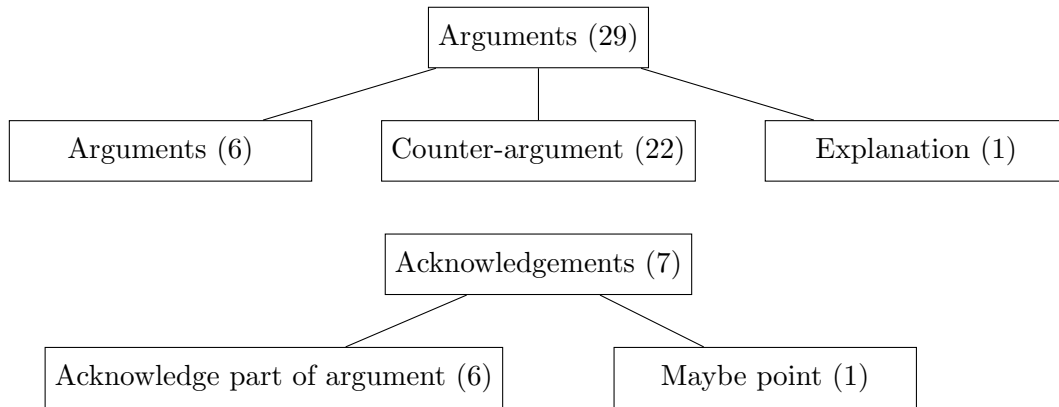 Arguments (29)
Arguments (6)
Counter-argument (22)
Explanation (1)
Acknowledgements (7)
Acknowledge part of argument (6)
Maybe point (1)